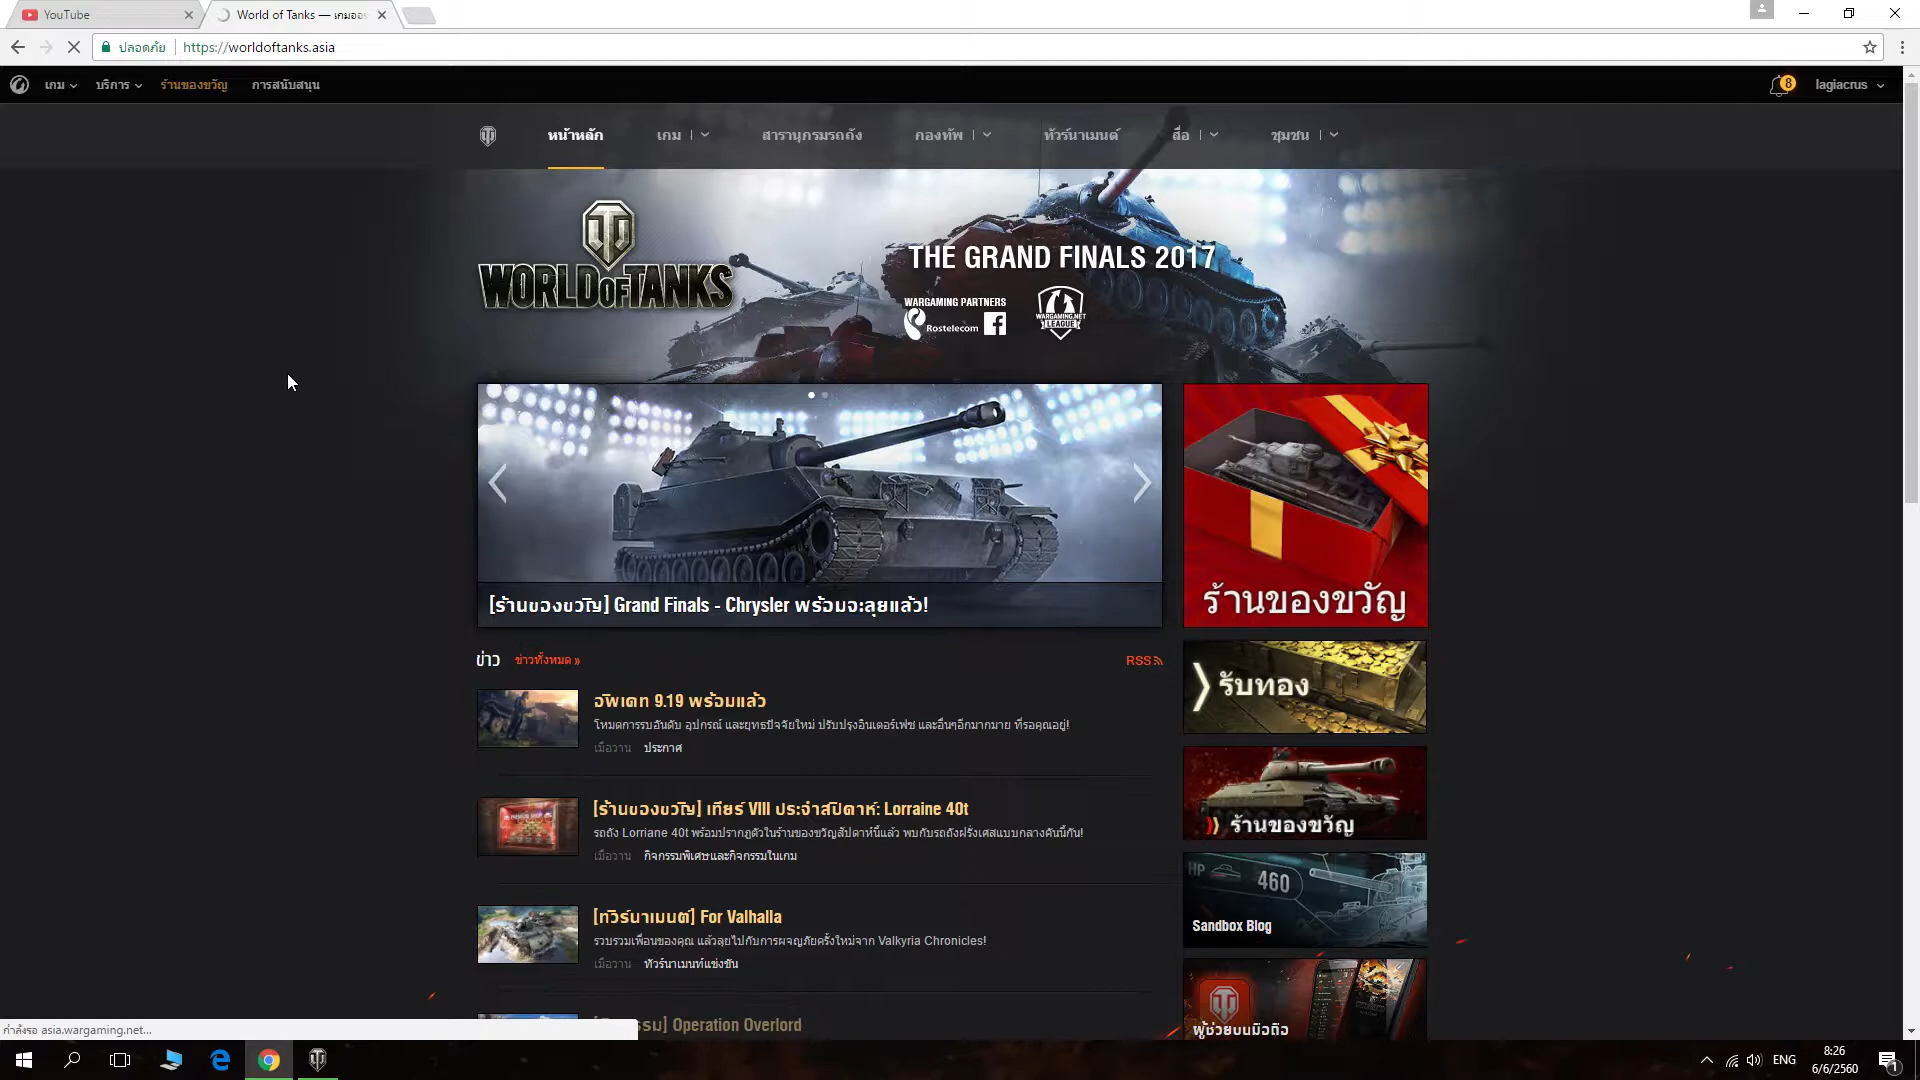 YouTube
World of Tanks — เกมออ
ปลอดภัย https://worldoftanks.asia
เกม บริการ ร้านของขวัญ การสนับสนุน 8 lagiacrus
หน้าหลัก เกม สารานุกรมรถถัง กองทัพ ทัวร์นาเมนต์ สื่อ ชุมชน
WORLD OF TANKS
THE GRAND FINALS 2017
WARGAMING PARTNERS
Rostelecom
WARGAMING.NET
LEAGUE
[ร้านของขวัญ] Grand Finals - Chrysler พร้อมจะลุยแล้ว!
ร้านของขวัญ
ข่าว ข่าวทั้งหมด » RSS
รับทอง
อัพเดท 9.19 พร้อมแล้ว
โหมดการรบอันดับ อุปกรณ์ และยุทธปัจจัยใหม่ ปรับปรุงอินเตอร์เฟซ และอื่นๆอีกมากมาย ที่รอคุณอยู่!
เมื่อวาน ประกาศ
[ร้านของขวัญ] เทียร์ VIII ประจำสัปดาห์: Lorraine 40t
รถถัง Lorriane 40t พร้อมปรากฎตัวในร้านของขวัญสัปดาห์นี้แล้ว พบกับรถถังฝรั่งเศสแบบกลางคันนี้กัน!
เมื่อวาน กิจกรรมพิเศษและกิจกรรมในเกม
ร้านของขวัญ
HP 460
Sandbox Blog
[ทัวร์นาเมนต์] For Valhalla
รวบรวมเพื่อนของคุณ แล้วลุยไปกับการผจญภัยครั้งใหม่จาก Valkyria Chronicles!
เมื่อวาน ทัวร์นาเมนท์แข่งขัน
Operation Overlord
ผู้ช่วยบนมือถือ
กำลังรอ asia.wargaming.net...
ENG
8:26
6/6/2560
1